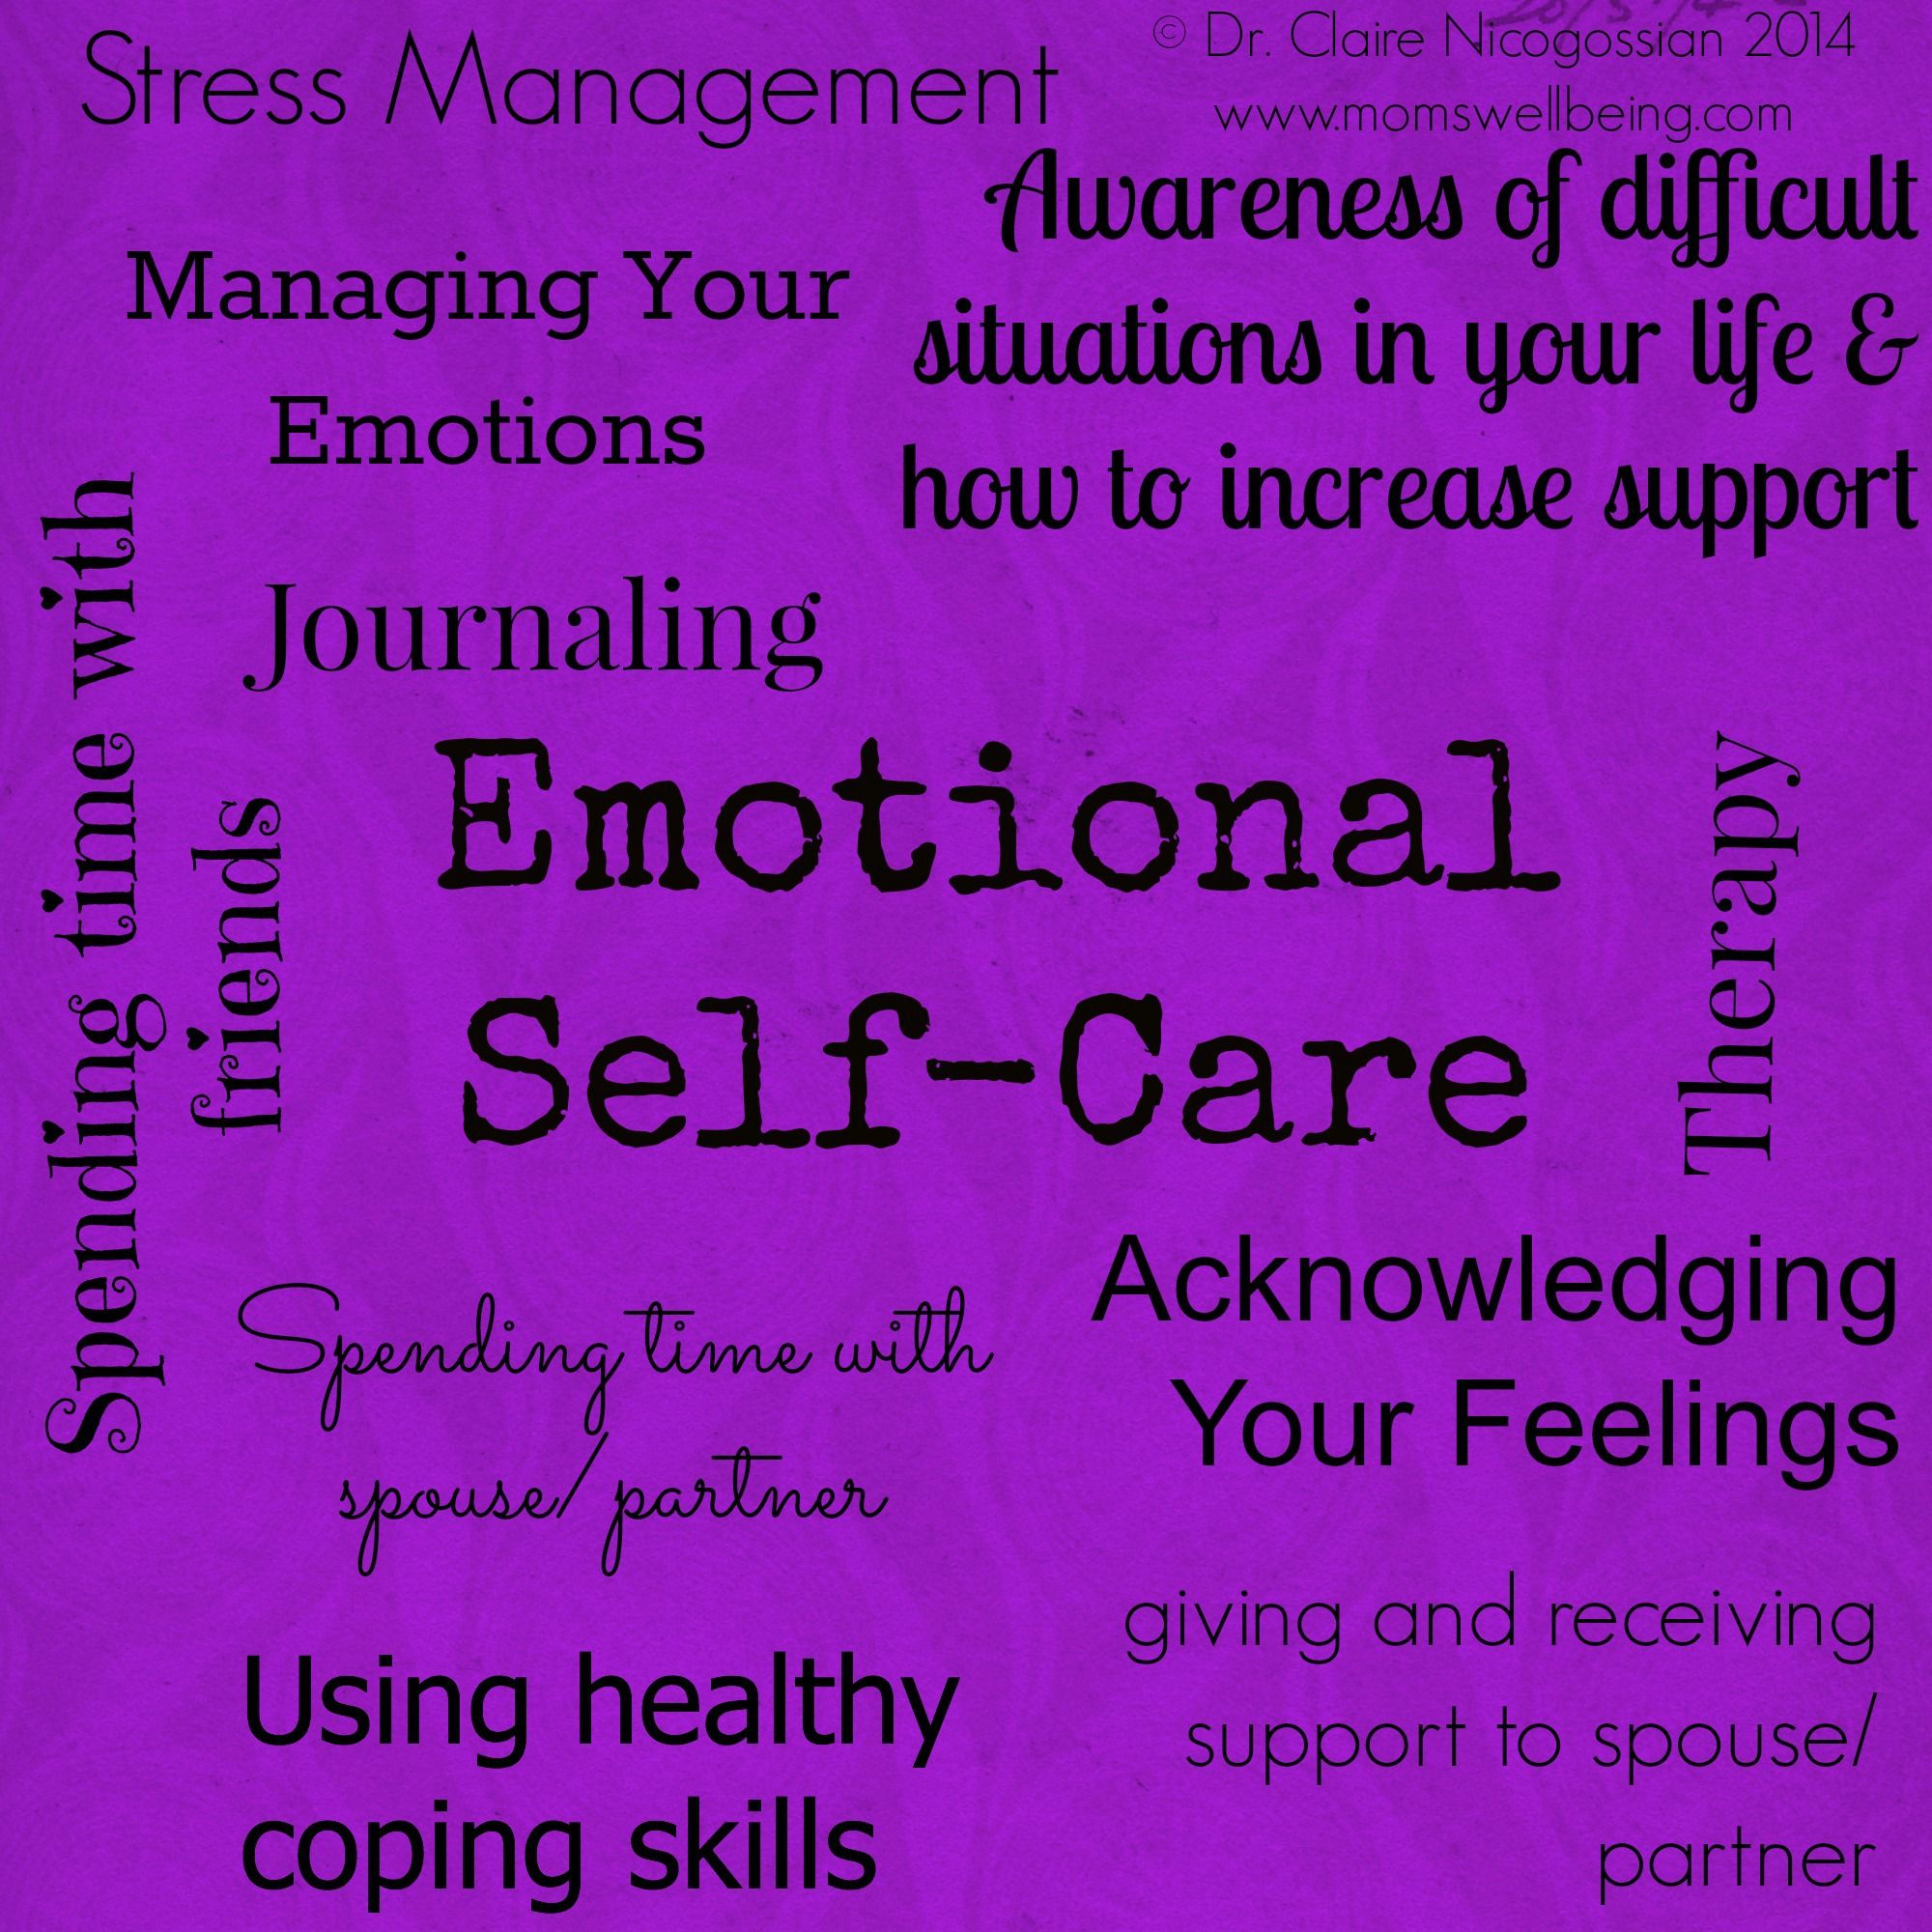 Stress Management
© Dr. Claire Nicogossian 2014
www.momswellbeing.com
Awareness of difficult
situations in your life &
how to increase support
Managing Your
Emotions
Journaling
Spending time with
friends
Emotional
Self-Care
Therapy
Acknowledging
Your Feelings
Spending time with
spouse/partner
giving and receiving
support to spouse/
partner
Using healthy
coping skills